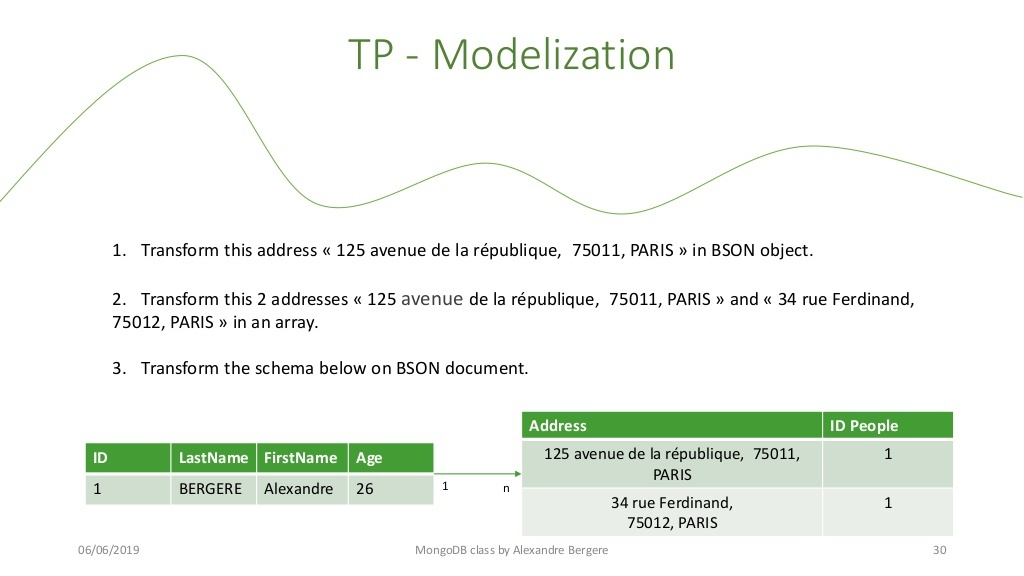 TP - Modelization
1. Transform this address « 125 avenue de la république, 75011, PARIS » in BSON object.
2. Transform this 2 addresses « 125 avenue de la république, 75011, PARIS » and « 34 rue Ferdinand,
75012, PARIS » in an array.
3. Transform the schema below on BSON document.
ID LastName FirstName Age
1 BERGERE Alexandre 26
1 n
Address ID People
125 avenue de la république, 75011, 1
PARIS
34 rue Ferdinand, 1
75012, PARIS
06/06/2019 MongoDB class by Alexandre Bergere 30